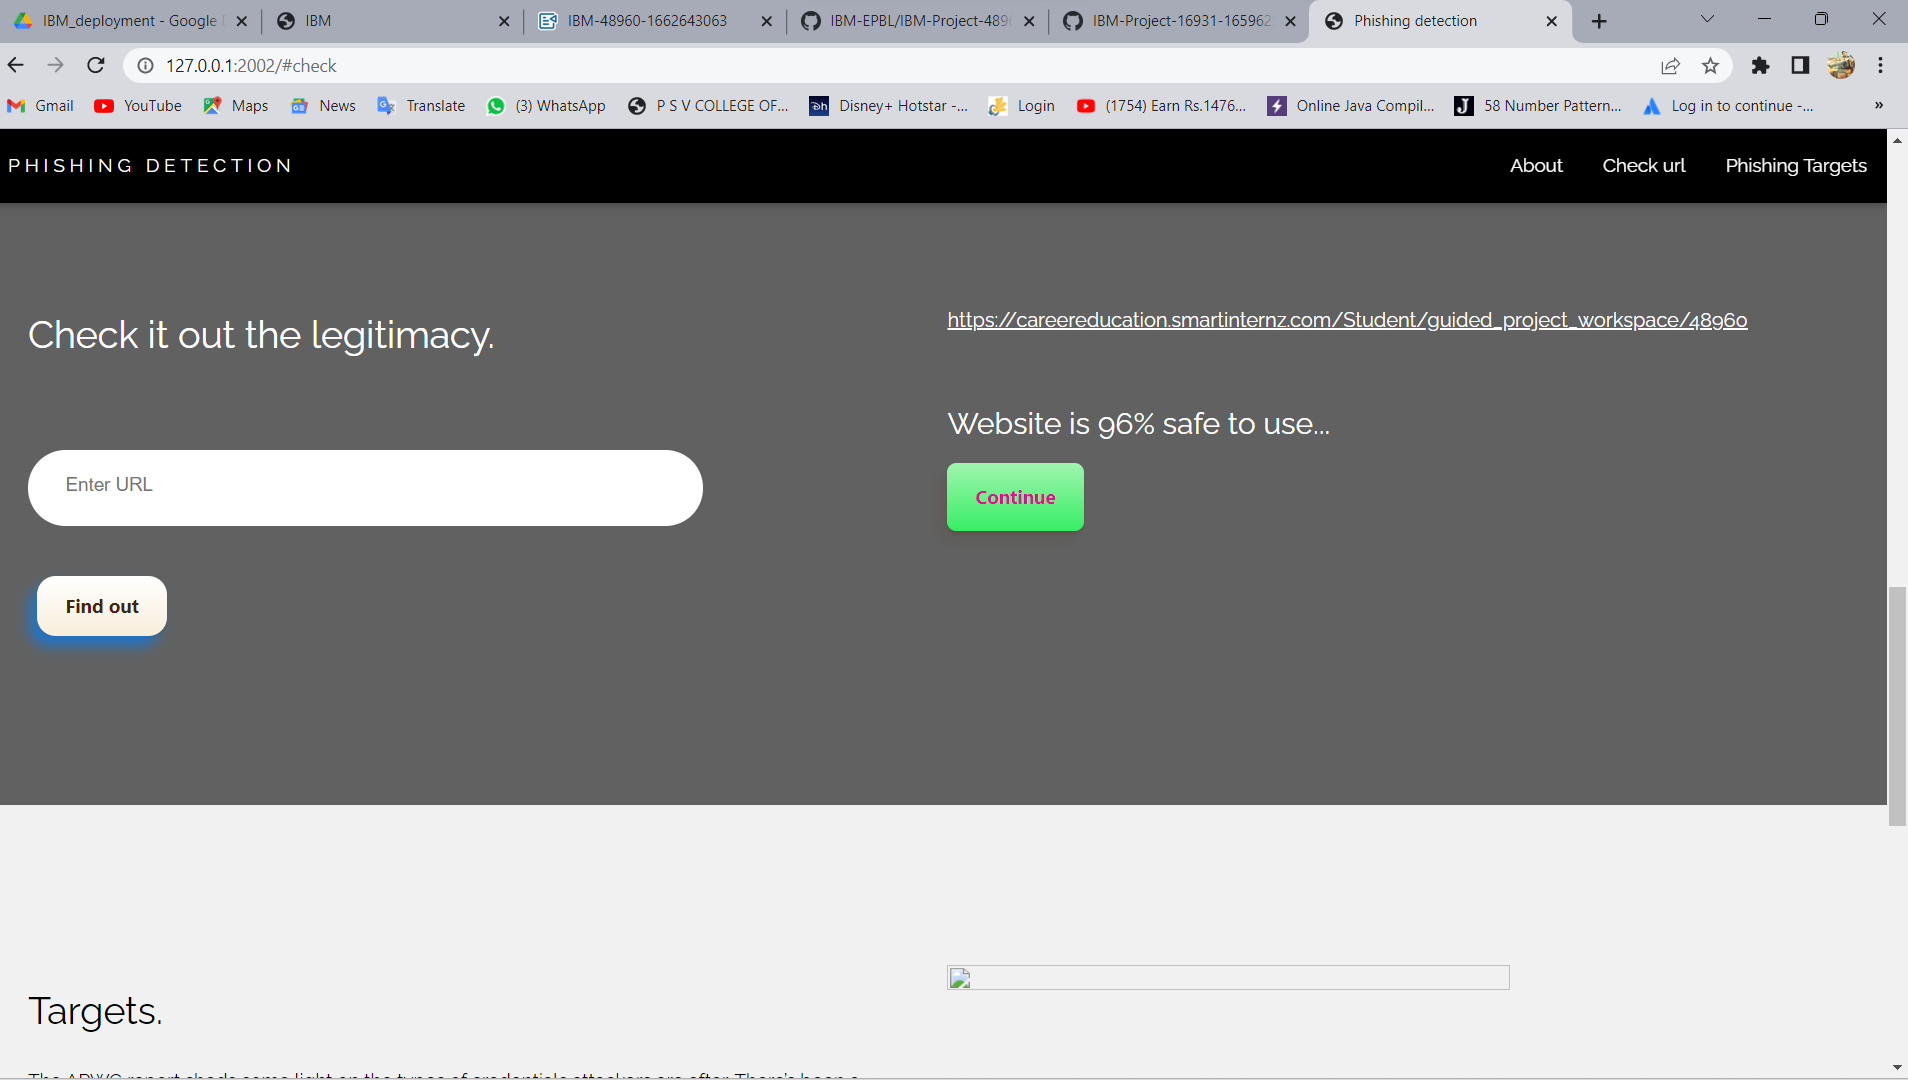 IBM_deployment - Google
IBM
IBM-48960-1662643063
IBM-EPBL/IBM-Project-4896
IBM-Project-16931-165962
Phishing detection
127.0.0.1:2002/#check
Gmail
YouTube
Maps
News
Translate
(3) WhatsApp
P S V COLLEGE OF...
Disney+ Hotstar -...
Login
(1754) Earn Rs.1476...
Online Java Compil...
58 Number Pattern...
Log in to continue -...
»
PHISHING DETECTION
About
Check url
Phishing Targets
Check it out the legitimacy.
Enter URL
Find out
https://careereducation.smartinternz.com/Student/guided_project_workspace/48960
Website is 96% safe to use...
Continue
Targets.